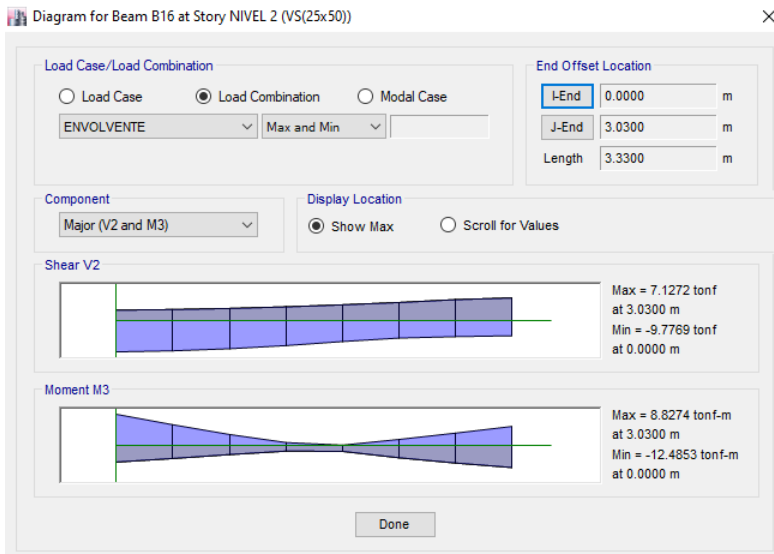 Diagram for Beam B16 at Story NIVEL 2 (VS(25x50))
Load Case/Load Combination
Load Case Load Combination Modal Case
ENVOLVENTE Max and Min
End Offset Location
I-End 0.0000 m
J-End 3.0300 m
Length 3.3300 m
Component
Major (V2 and M3)
Display Location
Show Max Scroll for Values
Shear V2
Max = 7.1272 tonf
at 3.0300 m
Min = -9.7769 tonf
at 0.0000 m
Moment M3
Max = 8.8274 tonf-m
at 3.0300 m
Min = -12.4853 tonf-m
at 0.0000 m
Done